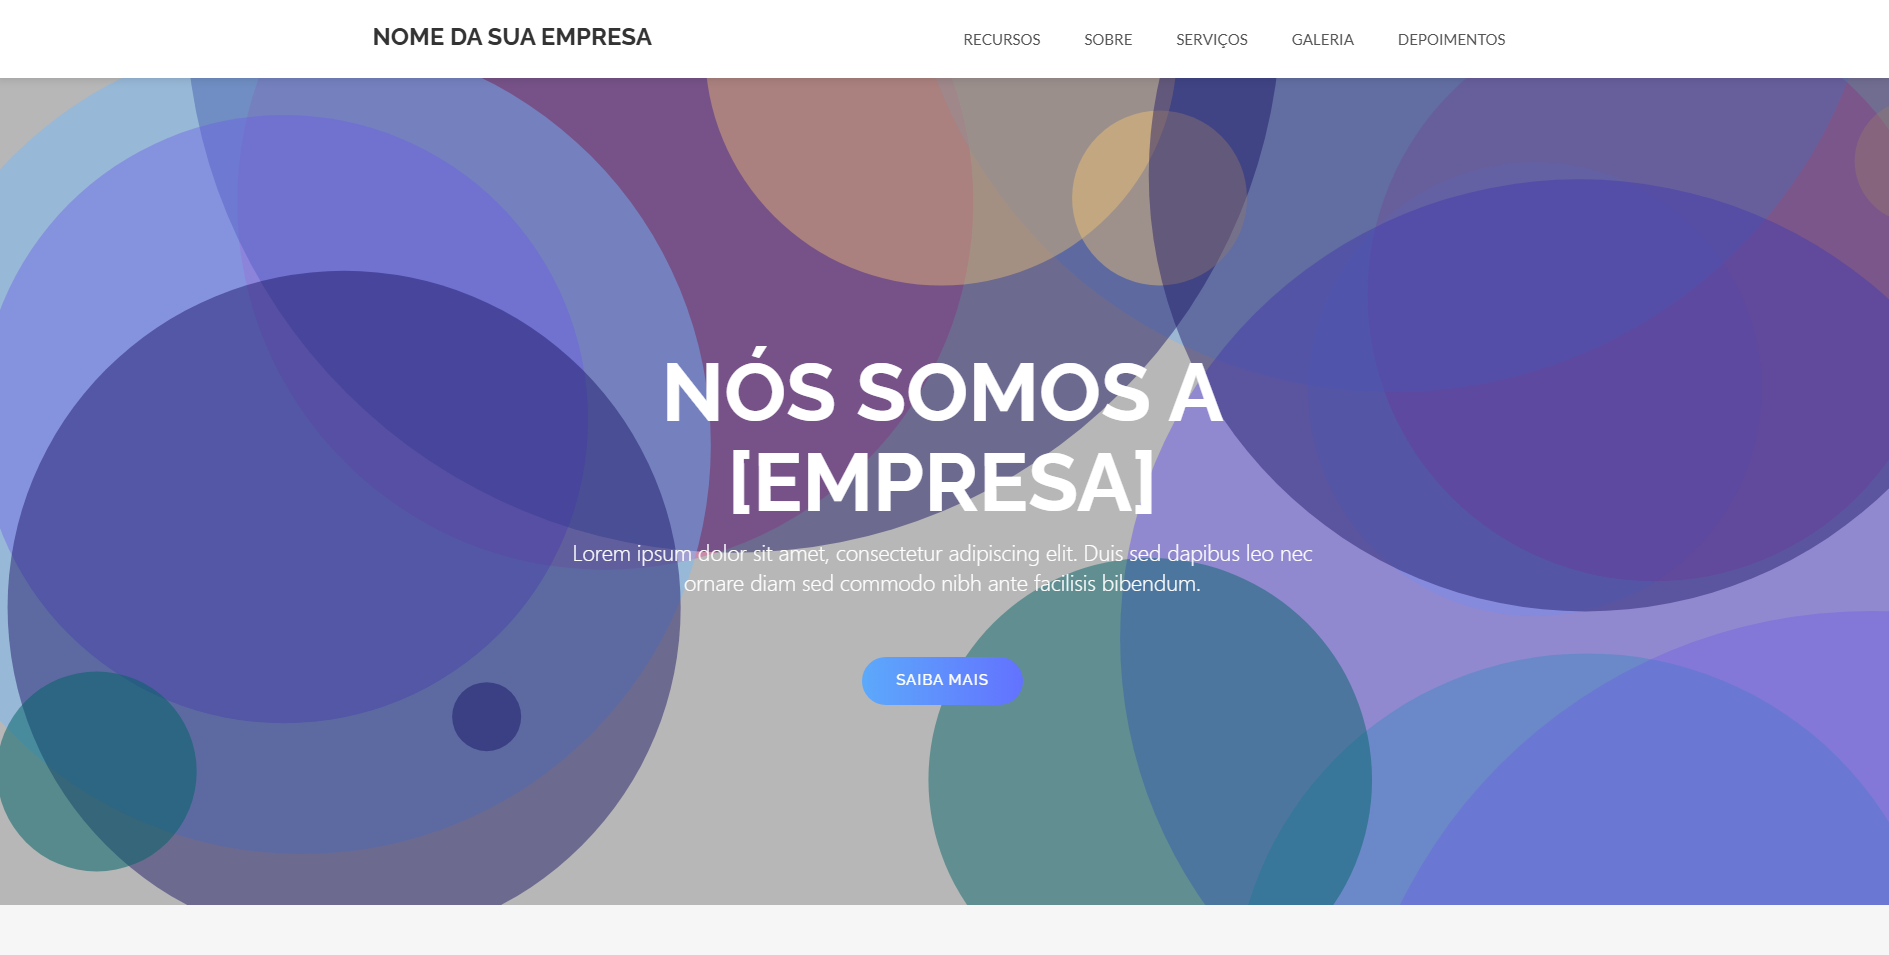 NOME DA SUA EMPRESA
RECURSOS SOBRE SERVIÇOS GALERIA DEPOIMENTOS
NÓS SOMOS A
[EMPRESA]
Lorem ipsum dolor sit amet, consectetur adipiscing elit. Duis sed dapibus leo nec
ornare diam sed commodo nibh ante facilisis bibendum.
SAIBA MAIS